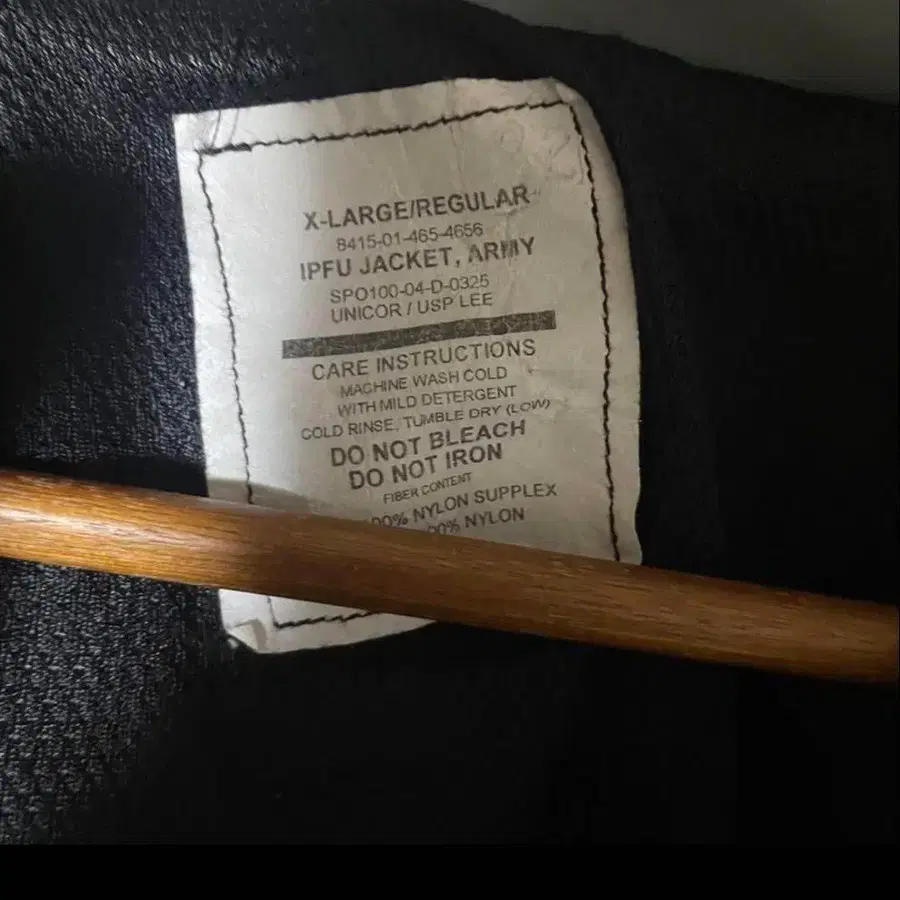 X-LARGE/REGULAR
8415-01-465-4656
IPFU JACKET, ARMY
SPO100-04-D-0325
UNICOR / USP LEE
CARE INSTRUCTIONS
MACHINE WASH COLD
WITH MILD DETERGENT
COLD RINSE, TUMBLE DRY (LOW)
DO NOT BLEACH
DO NOT IRON
FIBER CONTENT
NYLON SUPPLEX
NYLON